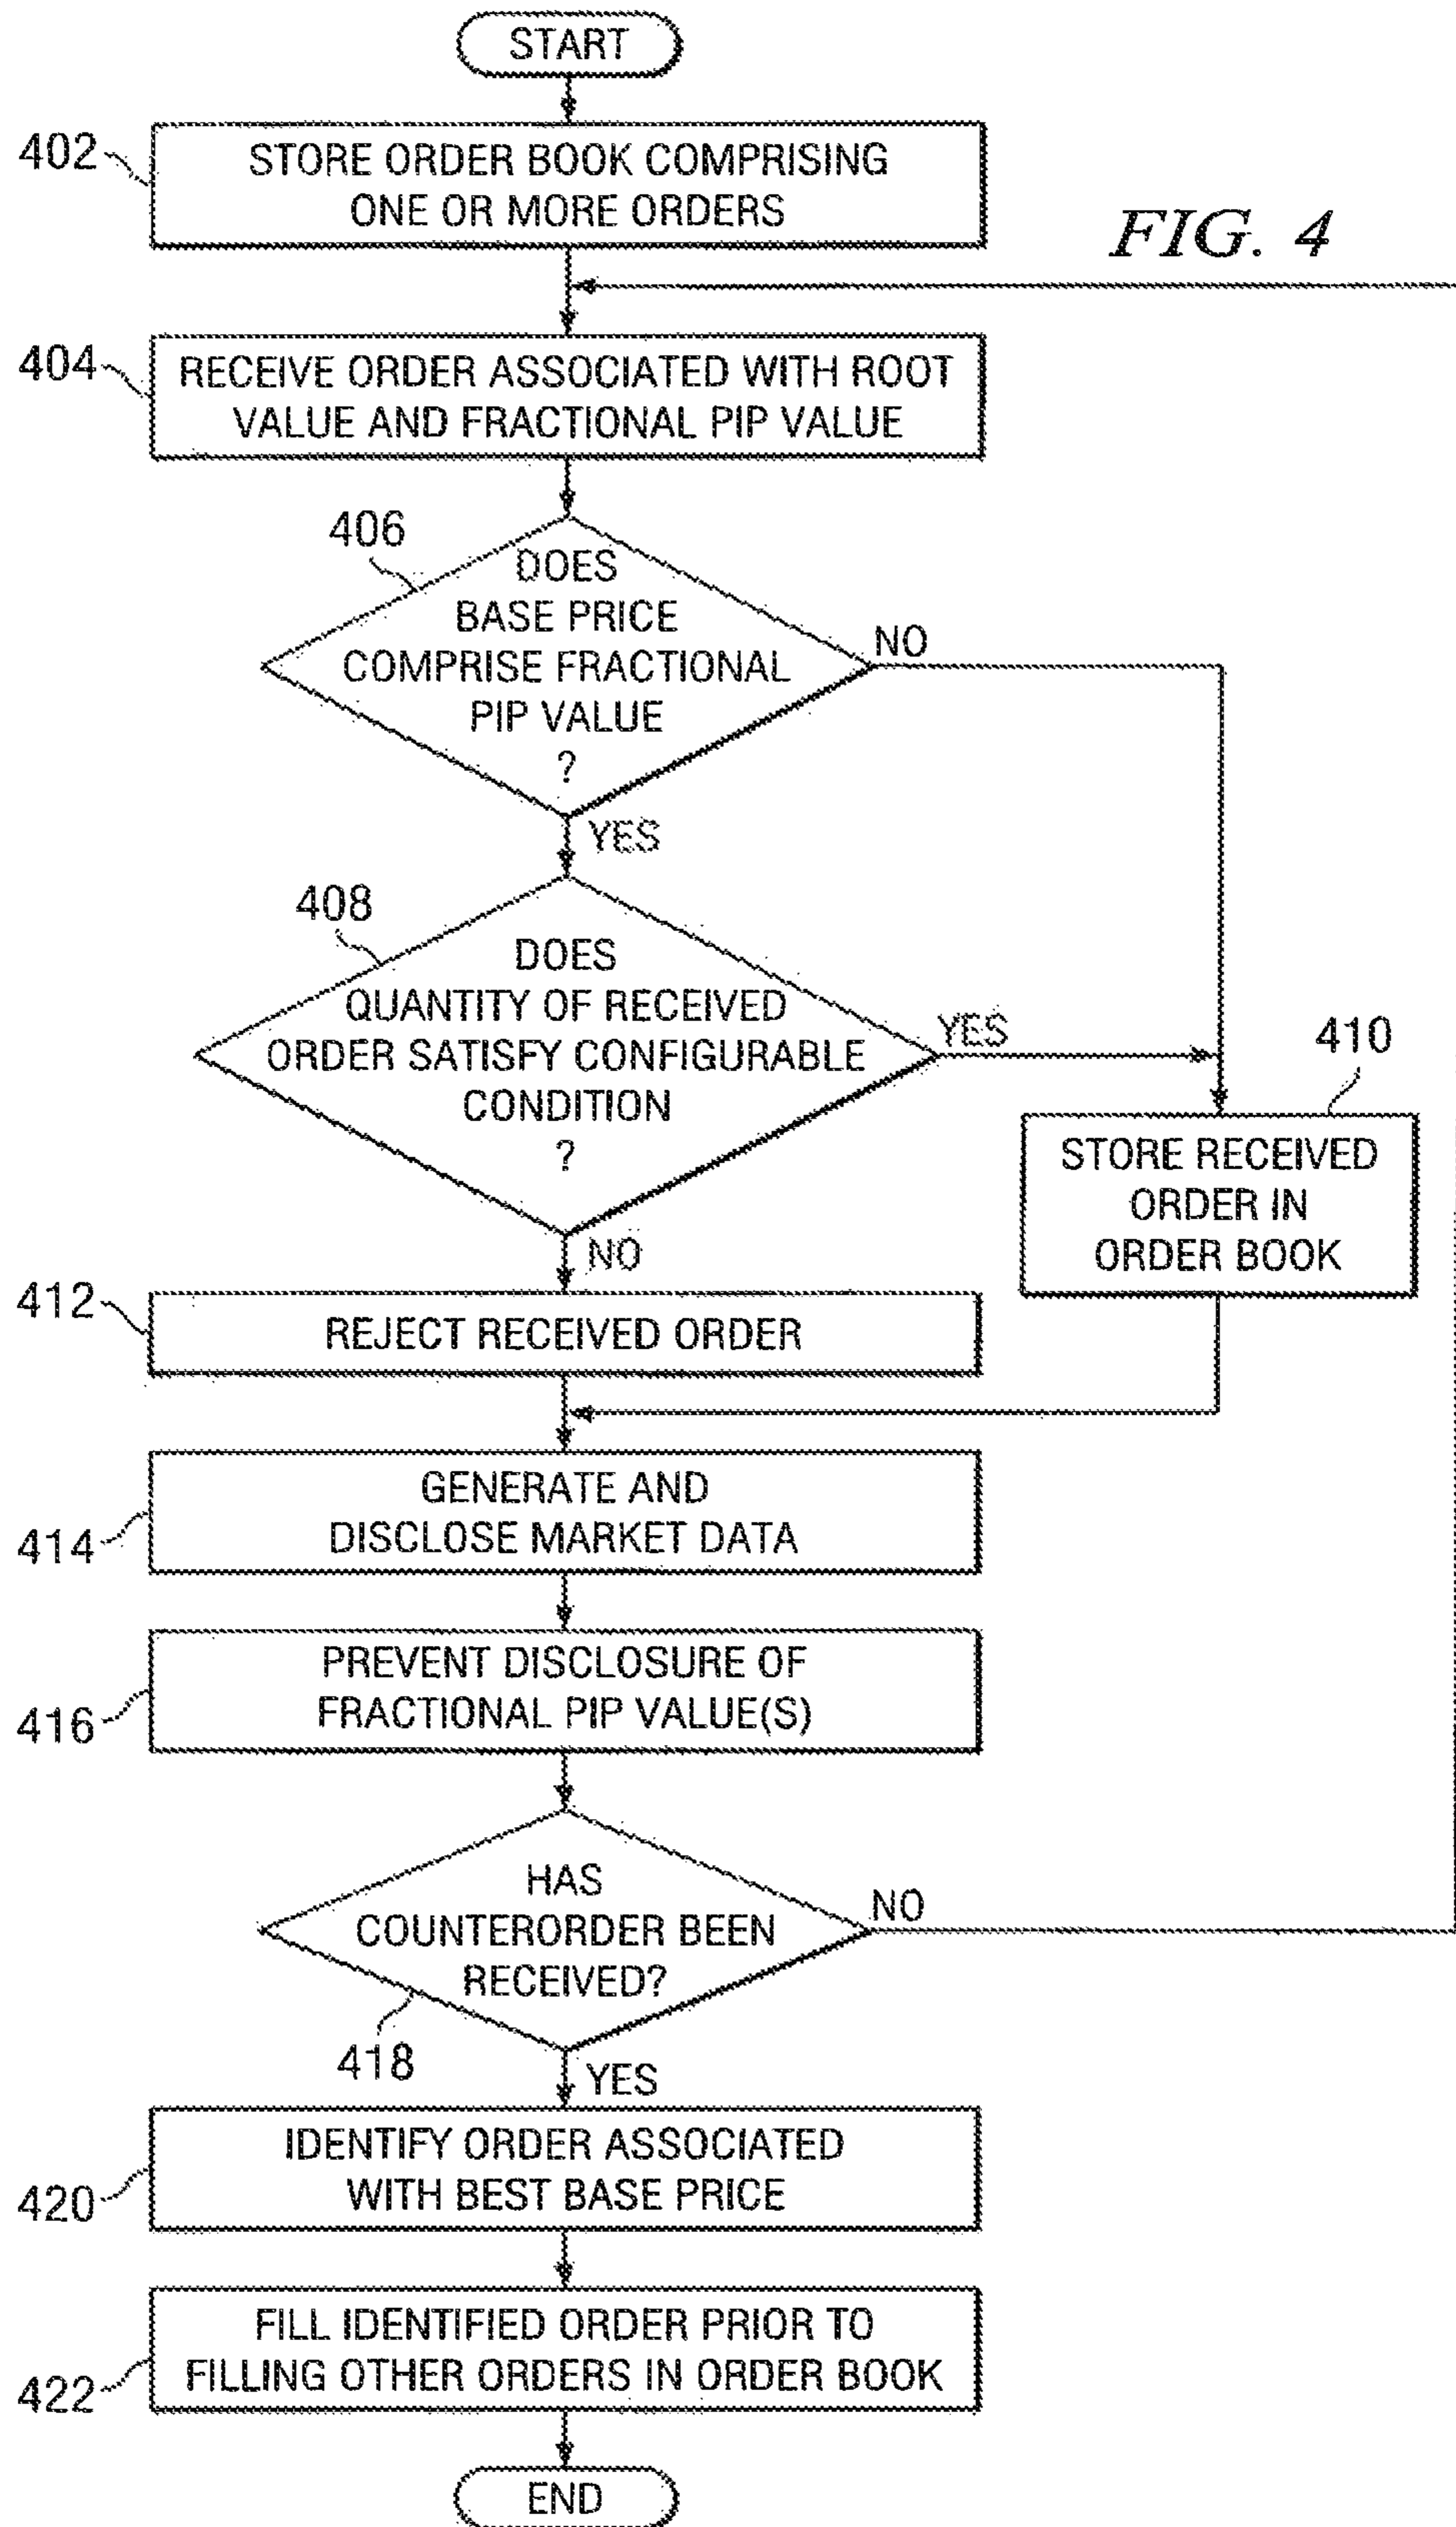 START
402
STORE ORDER BOOK COMPRISING
ONE OR MORE ORDERS
FIG. 4
404
RECEIVE ORDER ASSOCIATED WITH ROOT
VALUE AND FRACTIONAL PIP VALUE
406
DOES
BASE PRICE
COMPRISE FRACTIONAL
PIP VALUE
?
NO
YES
408
DOES
QUANTITY OF RECEIVED
ORDER SATISFY CONFIGURABLE
CONDITION
?
YES
410
STORE RECEIVED
ORDER IN
ORDER BOOK
NO
412
REJECT RECEIVED ORDER
414
GENERATE AND
DISCLOSE MARKET DATA
416
PREVENT DISCLOSURE OF
FRACTIONAL PIP VALUE(S)
HAS
COUNTERORDER BEEN
RECEIVED?
NO
418
YES
420
IDENTIFY ORDER ASSOCIATED
WITH BEST BASE PRICE
422
FILL IDENTIFIED ORDER PRIOR TO
FILLING OTHER ORDERS IN ORDER BOOK
END